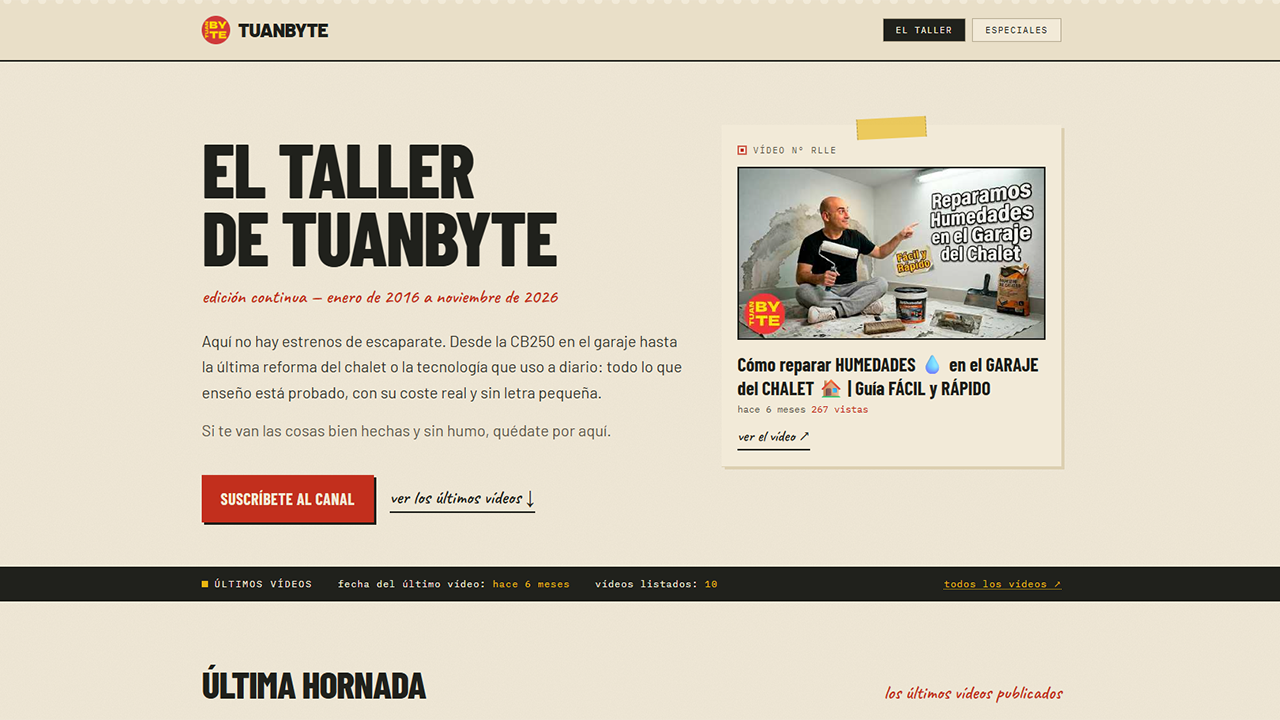 TUAN
BY
TE
TUANBYTE
EL TALLER
ESPECIALES
EL TALLER
DE TUANBYTE
edición continua — enero de 2016 a noviembre de 2026
Aquí no hay estrenos de escaparate. Desde la CB250 en el garaje hasta
la última reforma del chalet o la tecnología que uso a diario: todo lo que
enseño está probado, con su coste real y sin letra pequeña.
Si te van las cosas bien hechas y sin humo, quédate por aquí.
SUSCRÍBETE AL CANAL
ver los últimos vídeos ↓
VÍDEO Nº RLLE
Reparamos
Humedades
en el Garaje
del Chalet
Fácil y
Rápido
TUAN
BY
TE
Cómo reparar HUMEDADES 💧 en el GARAJE
del CHALET 🏠 | Guía FÁCIL y RÁPIDO
hace 6 meses 267 vistas
ver el vídeo ↗
ÚLTIMOS VÍDEOS
fecha del último vídeo: hace 6 meses
vídeos listados: 10
todos los vídeos ↗
ÚLTIMA HORNADA
los últimos vídeos publicados